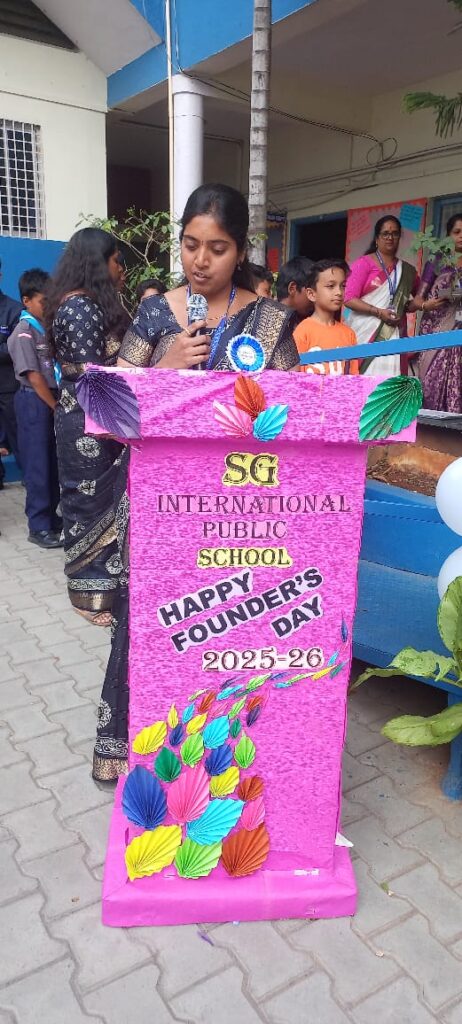 SG
INTERNATIONAL
PUBLIC
SCHOOL
HAPPY
FOUNDER'S
DAY
2025-26